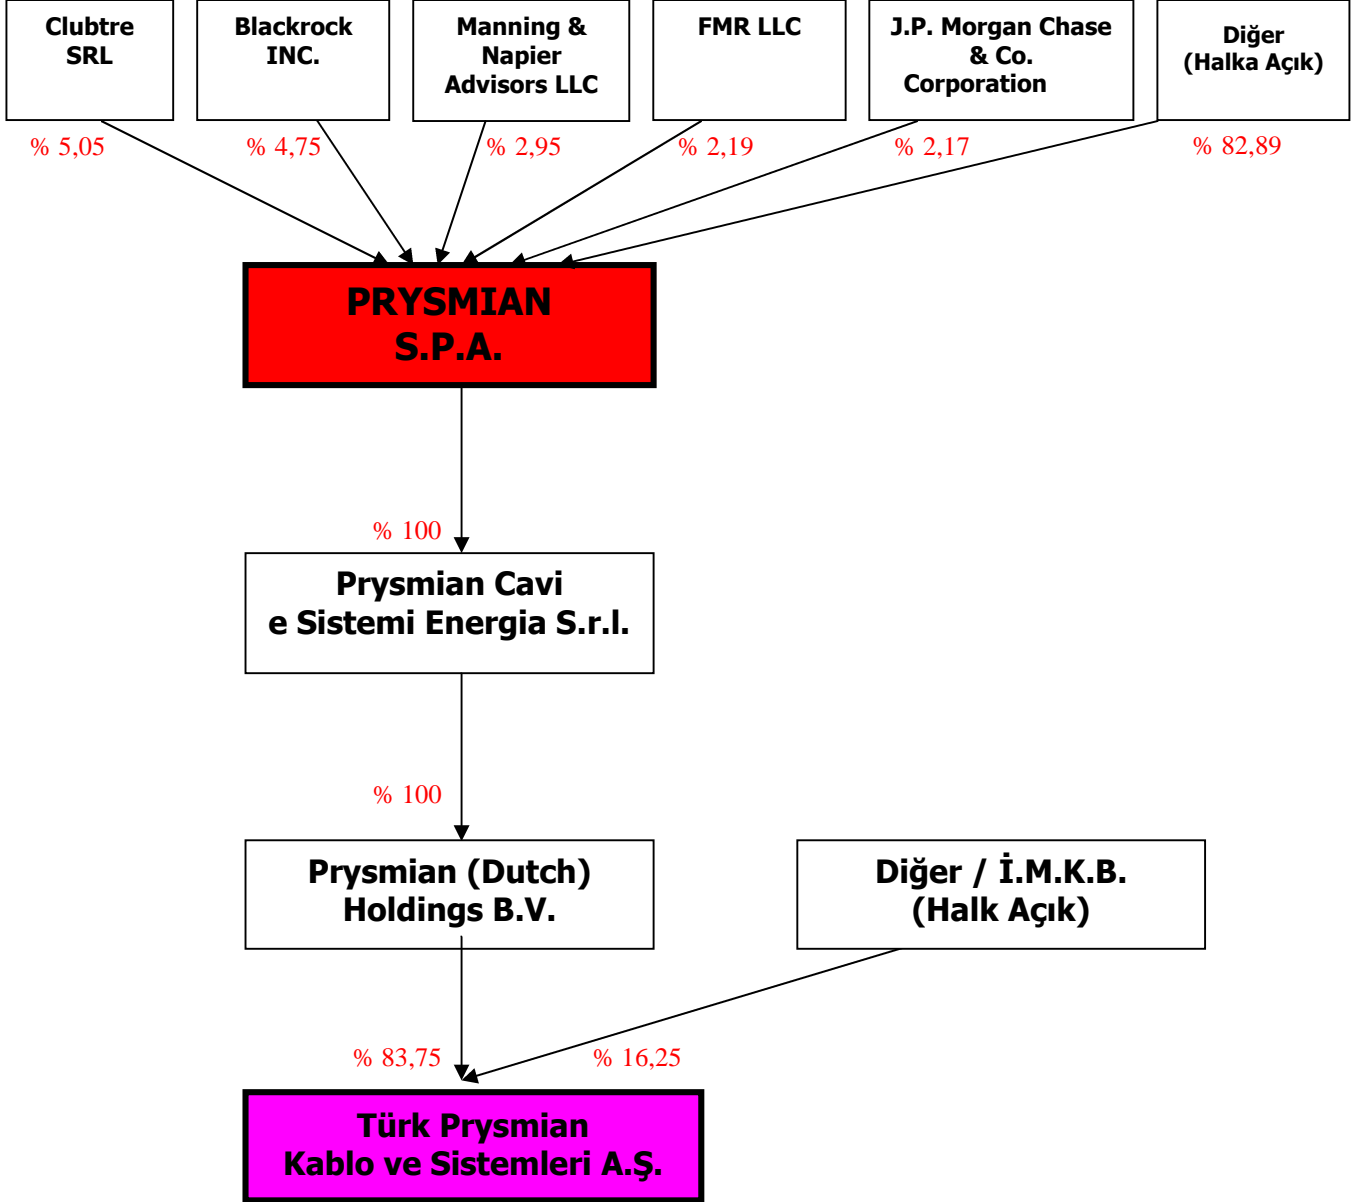 Clubtre
SRL
Blackrock
INC.
Manning &
Napier
Advisors LLC
FMR LLC
J.P. Morgan Chase
& Co.
Corporation
Diğer
(Halka Açık)
% 5,05
% 4,75
% 2,95
% 2,19
% 2,17
% 82,89
PRYSMIAN
S.P.A.
% 100
Prysmian Cavi
e Sistemi Energia S.r.l.
% 100
Prysmian (Dutch)
Holdings B.V.
Diğer / İ.M.K.B.
(Halk Açık)
% 83,75
% 16,25
Türk Prysmian
Kablo ve Sistemleri A.Ş.